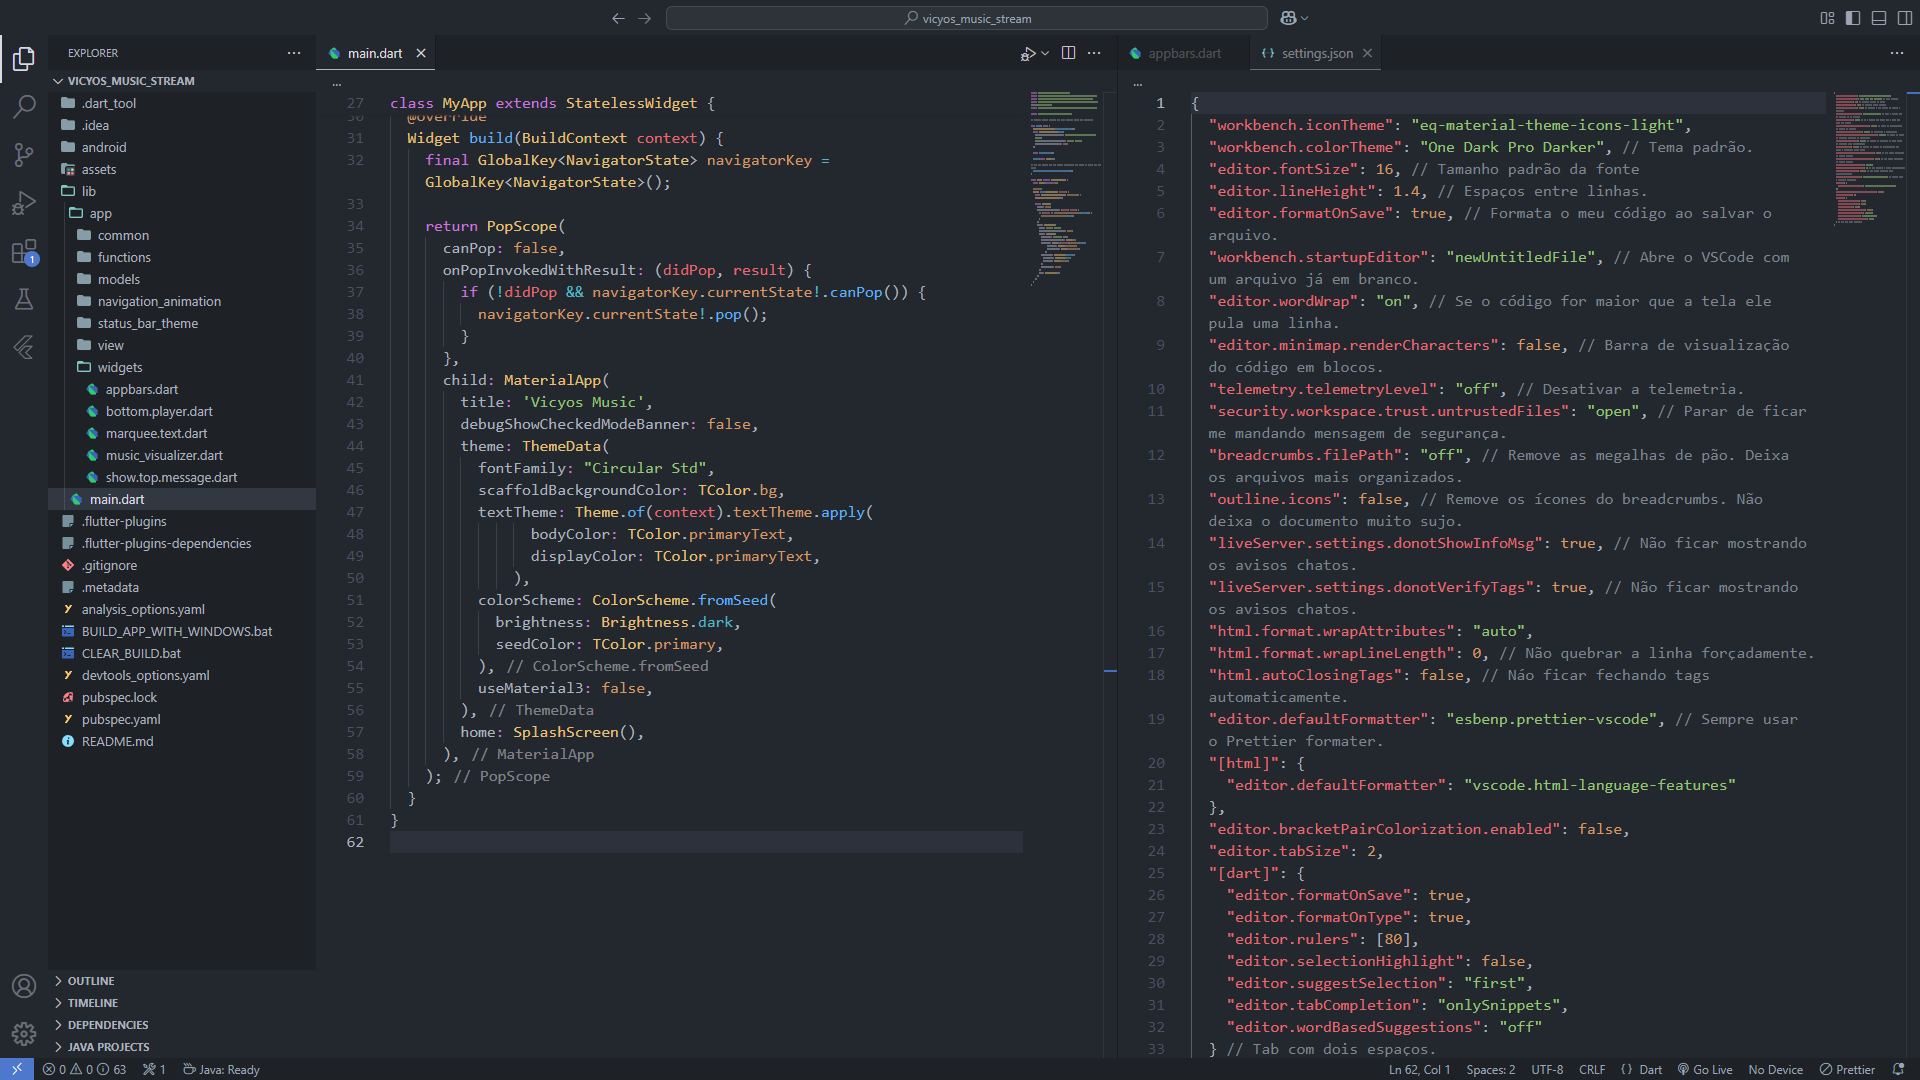 vicyos_music_stream
EXPLORER
VICYOS_MUSIC_STREAM
.dart_tool
.idea
android
assets
lib
app
common
functions
models
navigation_animation
status_bar_theme
view
widgets
appbars.dart
bottom.player.dart
marquee.text.dart
music_visualizer.dart
show.top.message.dart
main.dart
.flutter-plugins
.flutter-plugins-dependencies
.gitignore
.metadata
analysis_options.yaml
BUILD_APP_WITH_WINDOWS.bat
CLEAR_BUILD.bat
devtools_options.yaml
pubspec.lock
pubspec.yaml
README.md
OUTLINE
TIMELINE
DEPENDENCIES
JAVA PROJECTS
1
main.dart
...
27 class MyApp extends StatelessWidget {
30 @override
31 Widget build(BuildContext context) {
32 final GlobalKey<NavigatorState> navigatorKey =
GlobalKey<NavigatorState>();
33
34 return PopScope(
35 canPop: false,
36 onPopInvokedWithResult: (didPop, result) {
37 if (!didPop && navigatorKey.currentState!.canPop()) {
38 navigatorKey.currentState!.pop();
39 }
40 },
41 child: MaterialApp(
42 title: 'Vicyos Music',
43 debugShowCheckedModeBanner: false,
44 theme: ThemeData(
45 fontFamily: "Circular Std",
46 scaffoldBackgroundColor: TColor.bg,
47 textTheme: Theme.of(context).textTheme.apply(
48 bodyColor: TColor.primaryText,
49 displayColor: TColor.primaryText,
50 ),
51 colorScheme: ColorScheme.fromSeed(
52 brightness: Brightness.dark,
53 seedColor: TColor.primary,
54 ), // ColorScheme.fromSeed
55 useMaterial3: false,
56 ), // ThemeData
57 home: SplashScreen(),
58 ), // MaterialApp
59 ); // PopScope
60 }
61 }
62
appbars.dart
settings.json
...
1 {
2 "workbench.iconTheme": "eq-material-theme-icons-light",
3 "workbench.colorTheme": "One Dark Pro Darker", // Tema padrão.
4 "editor.fontSize": 16, // Tamanho padrão da fonte
5 "editor.lineHeight": 1.4, // Espaços entre linhas.
6 "editor.formatOnSave": true, // Formata o meu código ao salvar o
arquivo.
7 "workbench.startupEditor": "newUntitledFile", // Abre o VSCode com
um arquivo já em branco.
8 "editor.wordWrap": "on", // Se o código for maior que a tela ele
pula uma linha.
9 "editor.minimap.renderCharacters": false, // Barra de visualização
do código em blocos.
10 "telemetry.telemetryLevel": "off", // Desativar a telemetria.
11 "security.workspace.trust.untrustedFiles": "open", // Parar de ficar
me mandando mensagem de segurança.
12 "breadcrumbs.filePath": "off", // Remove as megalhas de pão. Deixa
os arquivos mais organizados.
13 "outline.icons": false, // Remove os ícones do breadcrumbs. Não
deixa o documento muito sujo.
14 "liveServer.settings.donotShowInfoMsg": true, // Não ficar mostrando
os avisos chatos.
15 "liveServer.settings.donotVerifyTags": true, // Não ficar mostrando
os avisos chatos.
16 "html.format.wrapAttributes": "auto",
17 "html.format.wrapLineLength": 0, // Não quebrar a linha forçadamente.
18 "html.autoClosingTags": false, // Náo ficar fechando tags
automaticamente.
19 "editor.defaultFormatter": "esbenp.prettier-vscode", // Sempre usar
o Prettier formater.
20 "[html]": {
21 "editor.defaultFormatter": "vscode.html-language-features"
22 },
23 "editor.bracketPairColorization.enabled": false,
24 "editor.tabSize": 2,
25 "[dart]": {
26 "editor.formatOnSave": true,
27 "editor.formatOnType": true,
28 "editor.rulers": [80],
29 "editor.selectionHighlight": false,
30 "editor.suggestSelection": "first",
31 "editor.tabCompletion": "onlySnippets",
32 "editor.wordBasedSuggestions": "off"
33 } // Tab com dois espaços.
0 0 63 1 Java: Ready
Ln 62, Col 1 Spaces: 2 UTF-8 CRLF {} Dart Go Live No Device Prettier